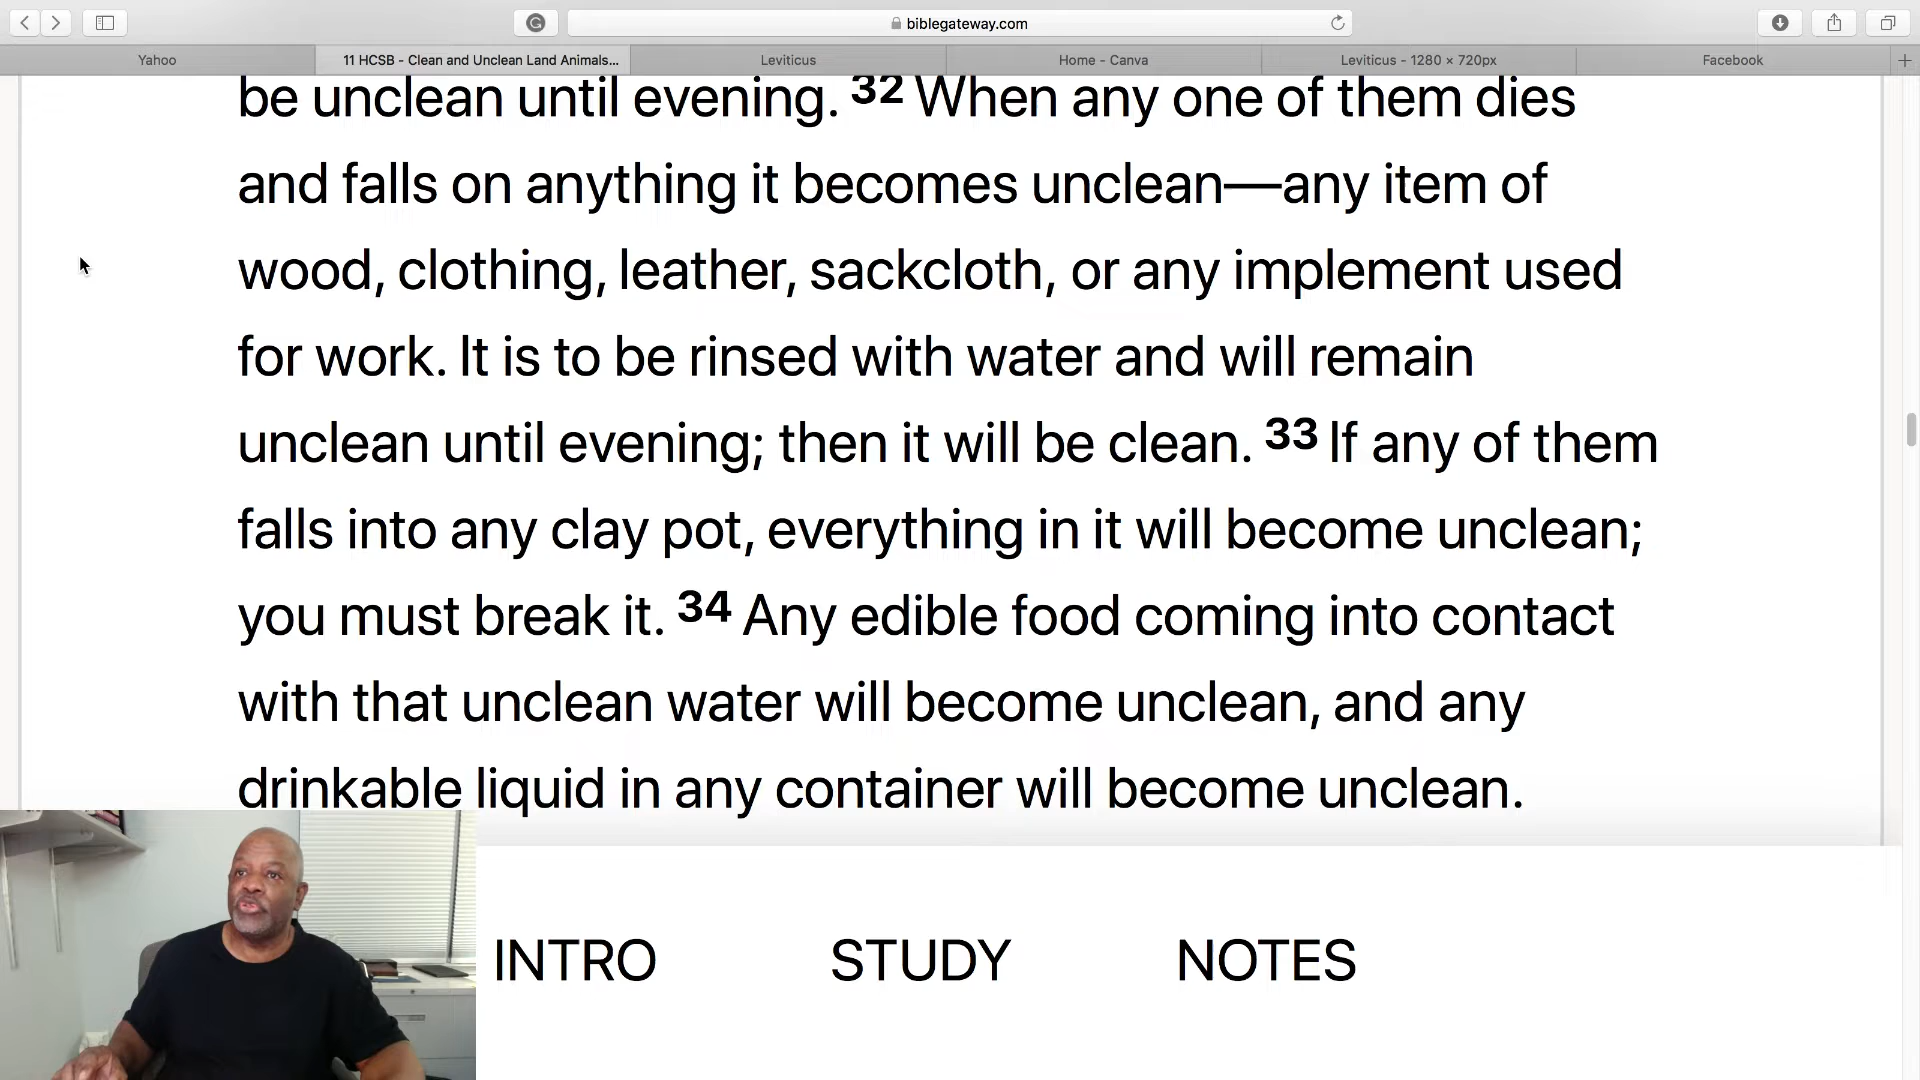 biblegateway.com
Yahoo
11 HCSB - Clean and Unclean Land Animals...
Leviticus
Home - Canva
Leviticus - 1280 × 720px
Facebook
be unclean until evening. 32 When any one of them dies
and falls on anything it becomes unclean—any item of
wood, clothing, leather, sackcloth, or any implement used
for work. It is to be rinsed with water and will remain
unclean until evening; then it will be clean. 33 If any of them
falls into any clay pot, everything in it will become unclean;
you must break it. 34 Any edible food coming into contact
with that unclean water will become unclean, and any
drinkable liquid in any container will become unclean.
INTRO STUDY NOTES